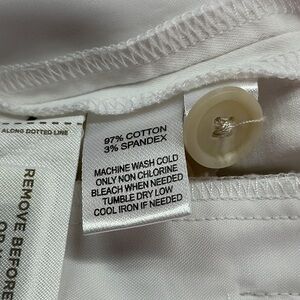 ALONG DOTTED LINE
REMOVE BEFORE
97% COTTON
3% SPANDEX
MACHINE WASH COLD
ONLY NON CHLORINE
BLEACH WHEN NEEDED
TUMBLE DRY LOW
COOL IRON IF NEEDED